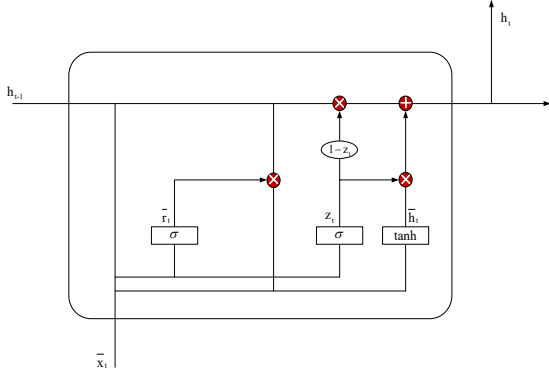 h_t
h_{t-1}
1-z_t
r̅_t
z_t
h̅_t
σ
σ
tanh
x̅_t